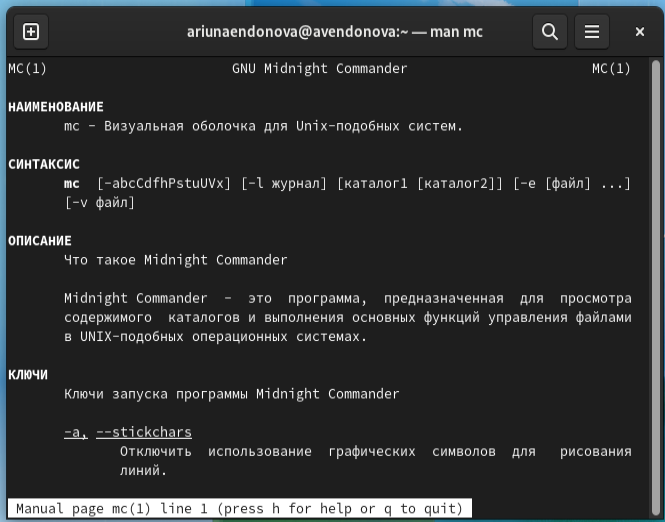 ariunaendonova@avendonova:~ — man mc
MC(1) GNU Midnight Commander MC(1)
НАИМЕНОВАНИЕ
mc - Визуальная оболочка для Unix-подобных систем.
СИНТАКСИС
mc [-abcCdfhPstuUVx] [-l журнал] [каталог1 [каталог2]] [-e [файл] ...]
[-v файл]
ОПИСАНИЕ
Что такое Midnight Commander
Midnight Commander - это программа, предназначенная для просмотра
содержимого каталогов и выполнения основных функций управления файлами
в UNIX-подобных операционных системах.
КЛЮЧИ
Ключи запуска программы Midnight Commander
-a, --stickchars
Отключить использование графических символов для рисования
линий.
Manual page mc(1) line 1 (press h for help or q to quit)